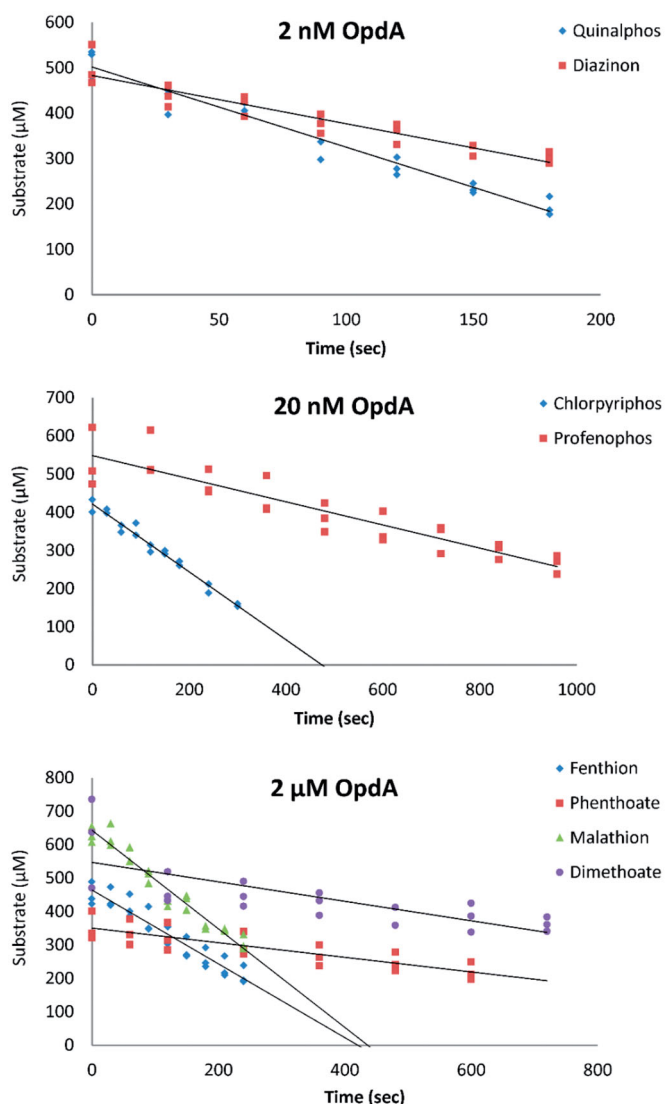 2 nM OpdA
Quinalphos
Diazinon
Substrate (µM)
600
500
400
300
200
100
0
0 50 100 150 200
Time (sec)
20 nM OpdA
Chlorpyriphos
Profenophos
Substrate (µM)
700
600
500
400
300
200
100
0
0 200 400 600 800 1000
Time (sec)
2 µM OpdA
Fenthion
Phenthoate
Malathion
Dimethoate
Substrate (µM)
800
700
600
500
400
300
200
100
0
0 200 400 600 800
Time (sec)